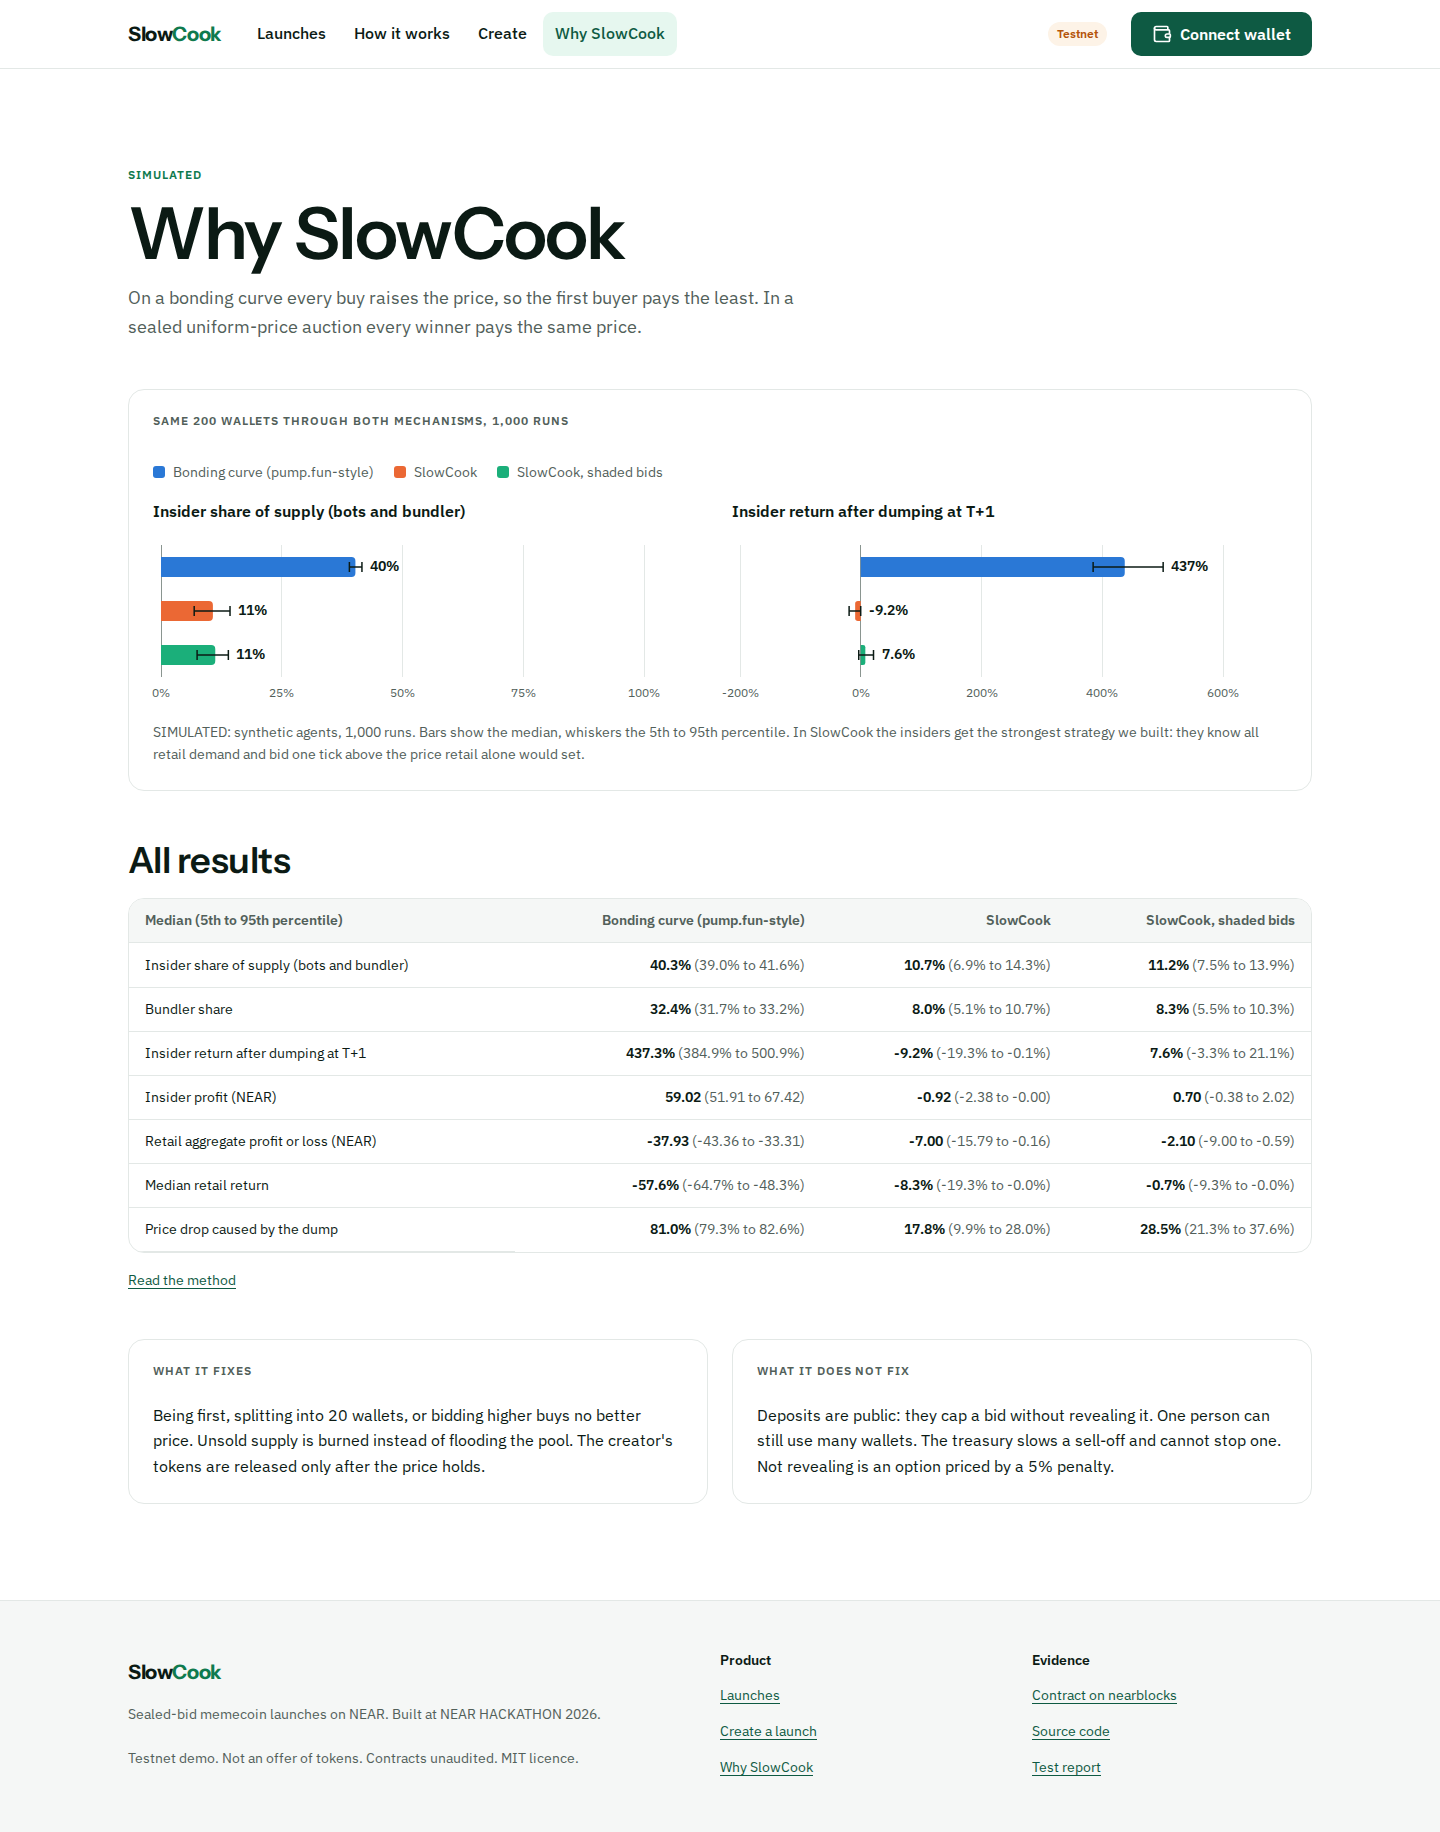 SlowCook
Launches
How it works
Create
Why SlowCook
Testnet
Connect wallet
SIMULATED
Why SlowCook
On a bonding curve every buy raises the price, so the first buyer pays the least. In a
sealed uniform-price auction every winner pays the same price.
SAME 200 WALLETS THROUGH BOTH MECHANISMS, 1,000 RUNS
Bonding curve (pump.fun-style)
SlowCook
SlowCook, shaded bids
Insider share of supply (bots and bundler)
40%
11%
11%
0% 25% 50% 75% 100%
Insider return after dumping at T+1
437%
-9.2%
7.6%
-200% 0% 200% 400% 600%
SIMULATED: synthetic agents, 1,000 runs. Bars show the median, whiskers the 5th to 95th percentile. In SlowCook the insiders get the strongest strategy we built: they know all
retail demand and bid one tick above the price retail alone would set.
All results
Median (5th to 95th percentile) Bonding curve (pump.fun-style) SlowCook SlowCook, shaded bids
Insider share of supply (bots and bundler) 40.3% (39.0% to 41.6%) 10.7% (6.9% to 14.3%) 11.2% (7.5% to 13.9%)
Bundler share 32.4% (31.7% to 33.2%) 8.0% (5.1% to 10.7%) 8.3% (5.5% to 10.3%)
Insider return after dumping at T+1 437.3% (384.9% to 500.9%) -9.2% (-19.3% to -0.1%) 7.6% (-3.3% to 21.1%)
Insider profit (NEAR) 59.02 (51.91 to 67.42) -0.92 (-2.38 to -0.00) 0.70 (-0.38 to 2.02)
Retail aggregate profit or loss (NEAR) -37.93 (-43.36 to -33.31) -7.00 (-15.79 to -0.16) -2.10 (-9.00 to -0.59)
Median retail return -57.6% (-64.7% to -48.3%) -8.3% (-19.3% to -0.0%) -0.7% (-9.3% to -0.0%)
Price drop caused by the dump 81.0% (79.3% to 82.6%) 17.8% (9.9% to 28.0%) 28.5% (21.3% to 37.6%)
Read the method
WHAT IT FIXES
Being first, splitting into 20 wallets, or bidding higher buys no better
price. Unsold supply is burned instead of flooding the pool. The creator's
tokens are released only after the price holds.
WHAT IT DOES NOT FIX
Deposits are public: they cap a bid without revealing it. One person can
still use many wallets. The treasury slows a sell-off and cannot stop one.
Not revealing is an option priced by a 5% penalty.
SlowCook
Sealed-bid memecoin launches on NEAR. Built at NEAR HACKATHON 2026.
Testnet demo. Not an offer of tokens. Contracts unaudited. MIT licence.
Product
Launches
Create a launch
Why SlowCook
Evidence
Contract on nearblocks
Source code
Test report